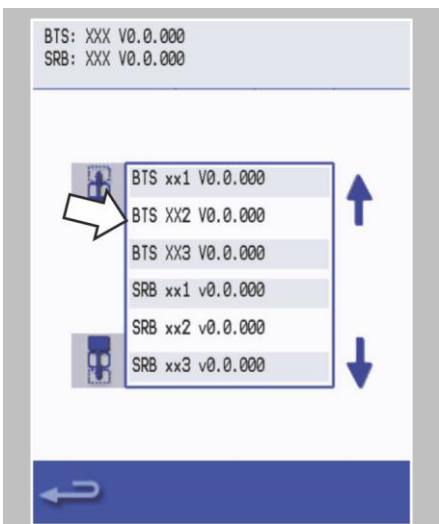 BTS: XXX V0.0.000
SRB: XXX V0.0.000
BTS xx1 V0.0.000
BTS XX2 V0.0.000
BTS XX3 V0.0.000
SRB xx1 v0.0.000
SRB xx2 v0.0.000
SRB xx3 v0.0.000